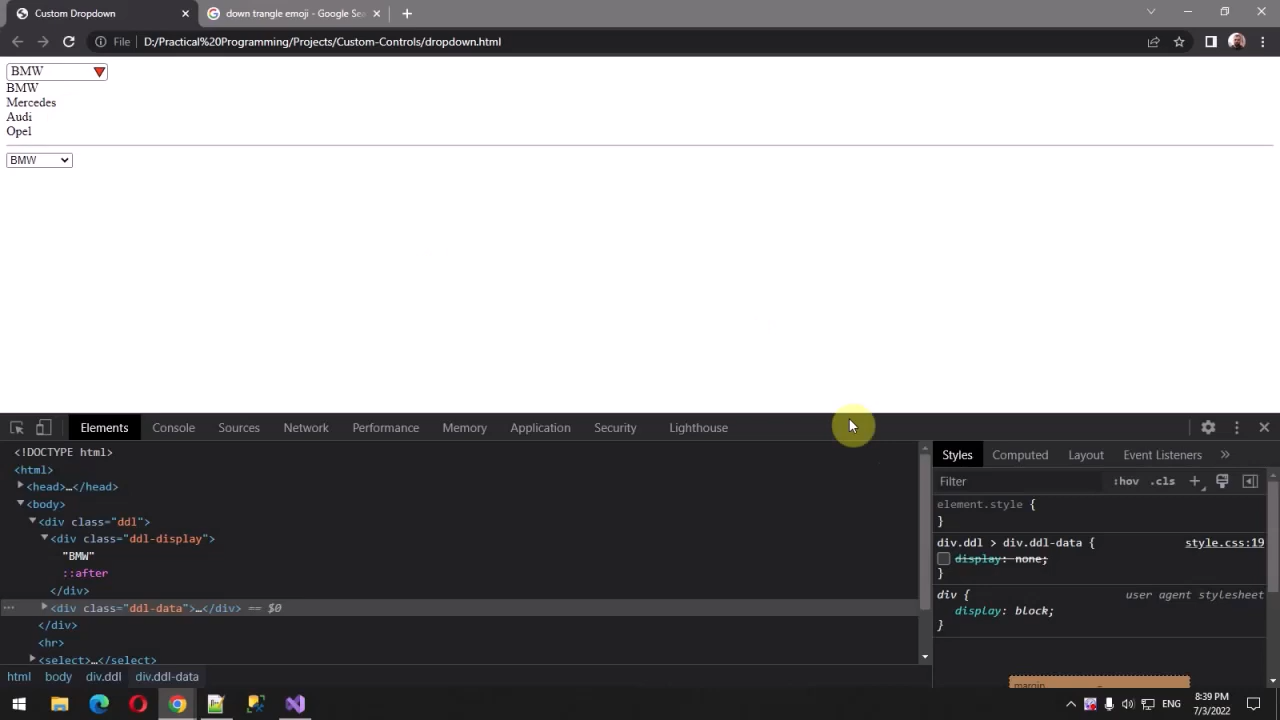 Custom Dropdown
down trangle emoji - Google Sea
File
D:/Practical%20Programming/Projects/Custom-Controls/dropdown.html
BMW
BMW
Mercedes
Audi
Opel
BMW
Elements Console Sources Network Performance Memory Application Security Lighthouse
<!DOCTYPE html>
<html>
<head>…</head>
<body>
<div class="ddl">
<div class="ddl-display">
"BMW"
::after
</div>
<div class="ddl-data">…</div> == $0
</div>
<hr>
<select>…</select>
html body div.ddl div.ddl-data
Styles Computed Layout Event Listeners »
Filter :hov .cls +
element.style {
}
div.ddl > div.ddl-data { style.css:19
display: none;
}
div { user agent stylesheet
display: block;
}
margin –
ENG
8:39 PM
7/3/2022